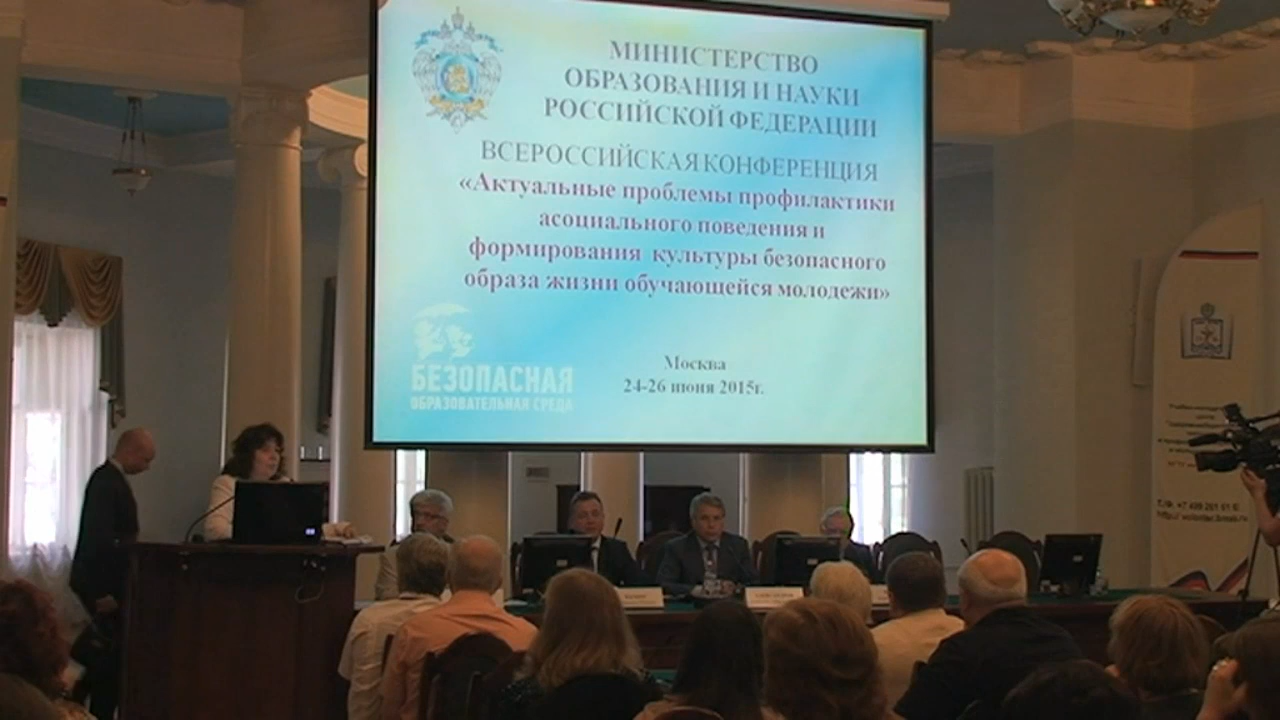 МИНИСТЕРСТВО
ОБРАЗОВАНИЯ И НАУКИ
РОССИЙСКОЙ ФЕДЕРАЦИИ
ВСЕРОССИЙСКАЯ КОНФЕРЕНЦИЯ
«Актуальные проблемы профилактики
асоциального поведения и
формирования культуры безопасного
образа жизни обучающейся молодежи»
Москва
24-26 июня 2015г.
БЕЗОПАСНАЯ
ОБРАЗОВАТЕЛЬНАЯ СРЕДА